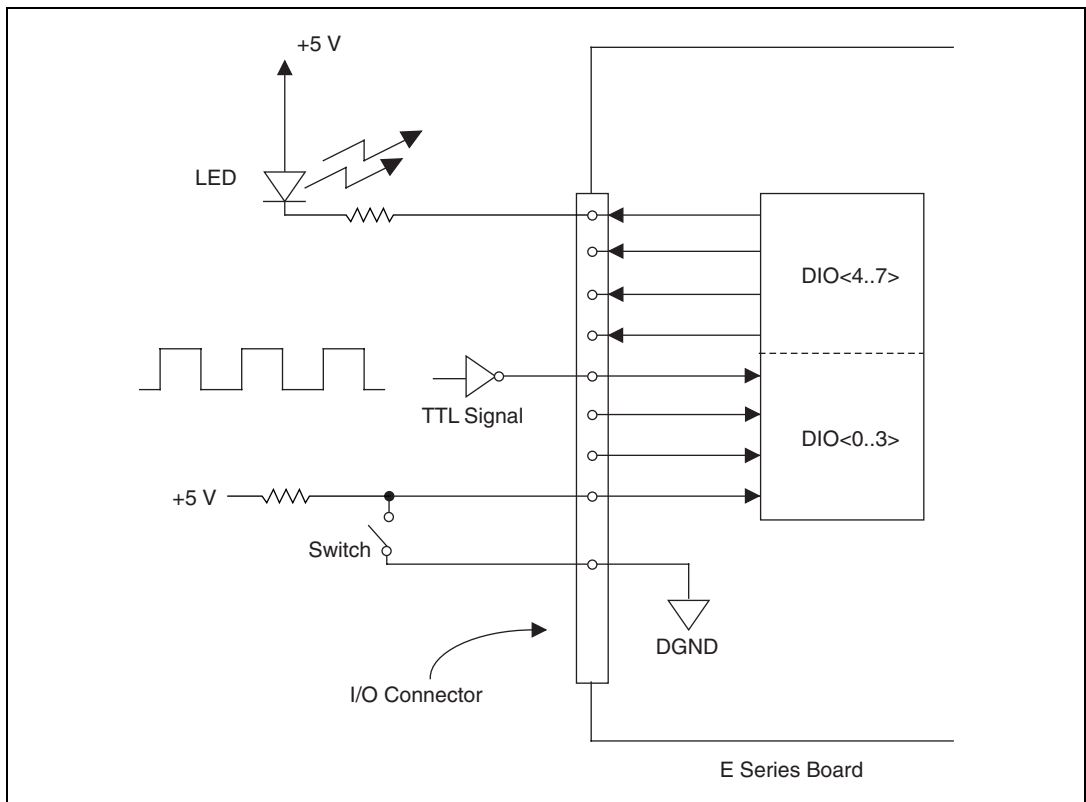 +5 V
LED
DIO<4..7>
TTL Signal
DIO<0..3>
+5 V
Switch
DGND
I/O Connector
E Series Board